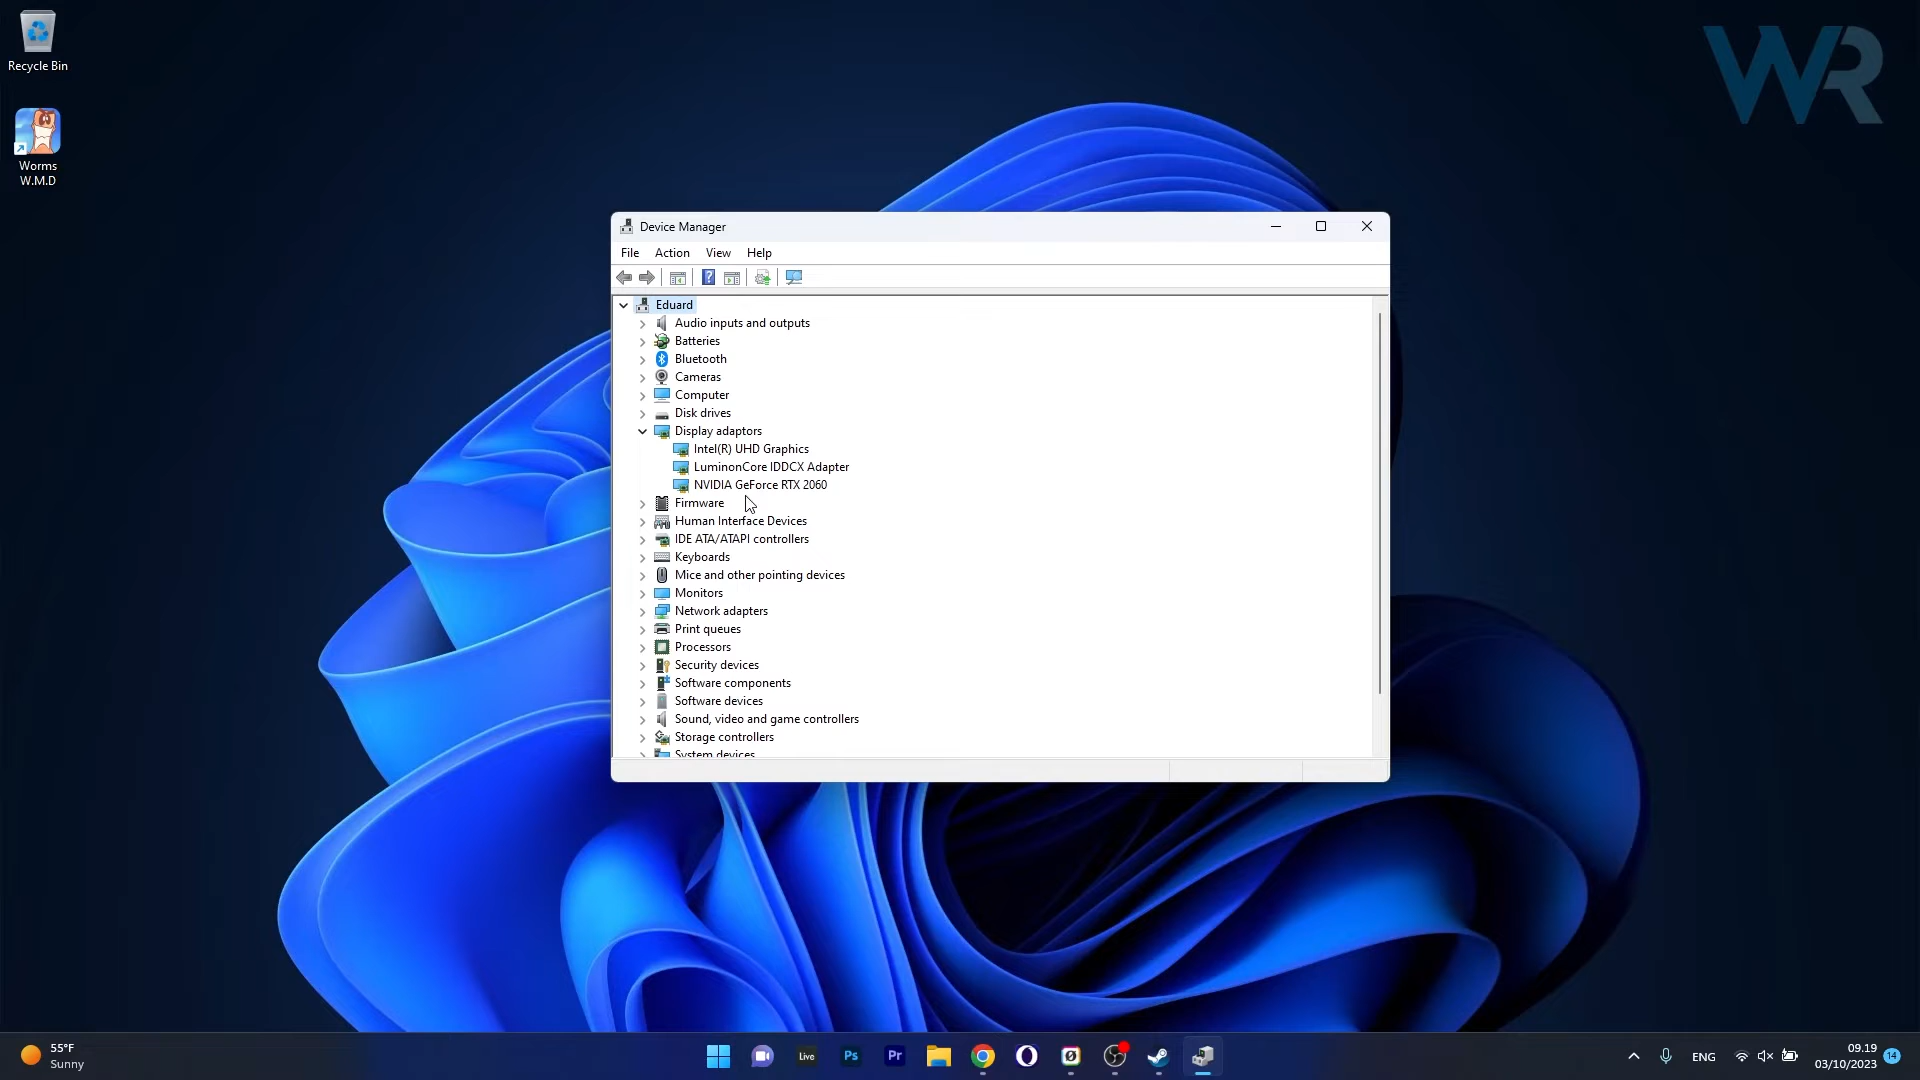 Recycle Bin
Worms
W.M.D
WR
Device Manager
File Action View Help
Eduard
Audio inputs and outputs
Batteries
Bluetooth
Cameras
Computer
Disk drives
Display adaptors
Intel(R) UHD Graphics
LuminonCore IDDCX Adapter
NVIDIA GeForce RTX 2060
Firmware
Human Interface Devices
IDE ATA/ATAPI controllers
Keyboards
Mice and other pointing devices
Monitors
Network adapters
Print queues
Processors
Security devices
Software components
Software devices
Sound, video and game controllers
Storage controllers
System devices
55°F
Sunny
Live
Ps
Pr
ENG
09.19
03/10/2023
14